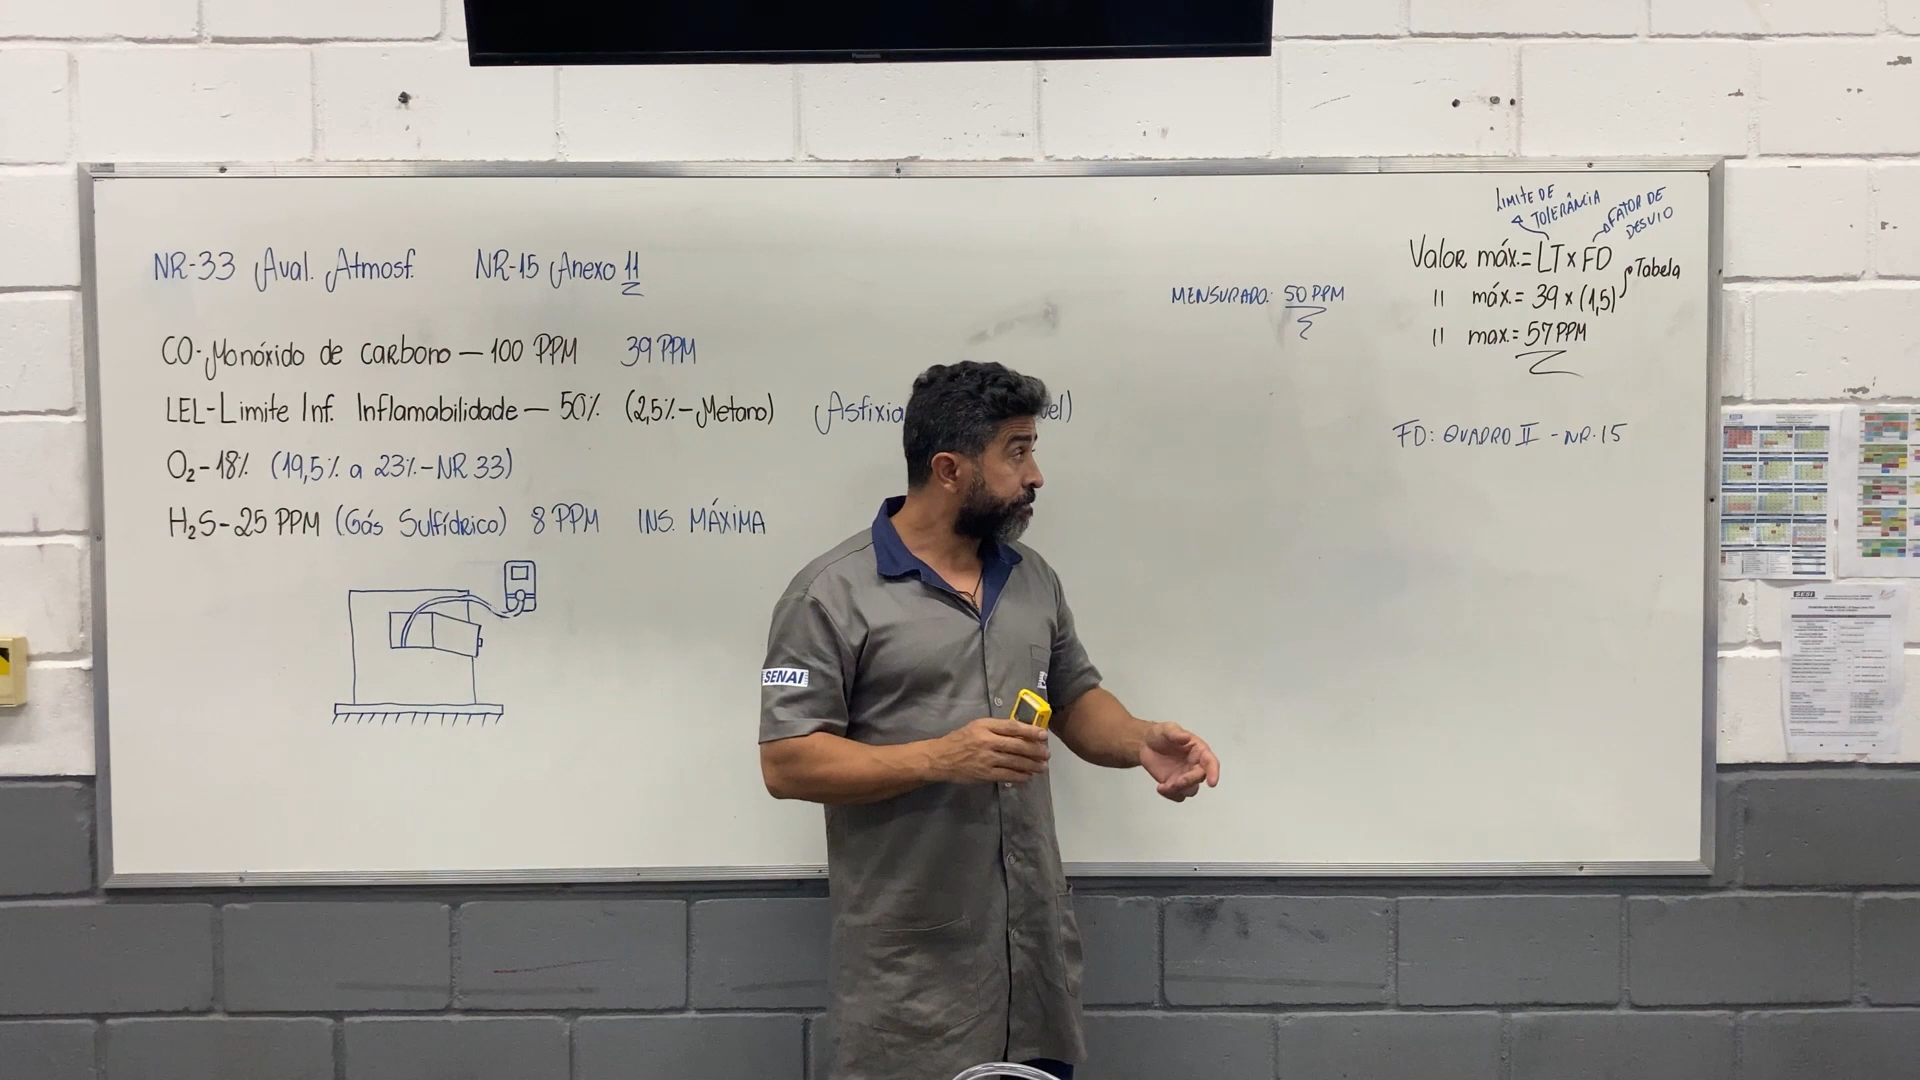 Panasonic
NR-33 Aval. Atmosf. NR-15 Anexo 11
CO-Monóxido de carbono — 100 PPM 39 PPM
LEL-Limite Inf. Inflamabilidade — 50% (2,5%-Metano) Asfixia vel)
O₂-18% (19,5% a 23%-NR 33)
H₂S-25 PPM (Gás Sulfídrico) 8 PPM INS. MÁXIMA
MENSURADO: 50 PPM
LIMITE DE
TOLERÂNCIA
FATOR DE
DESVIO
Valor máx.= LT x FD
Tabela
" máx.= 39 x (1,5)
" max.= 57 PPM
FD: QUADRO II - NR-15
SENAI
SESI